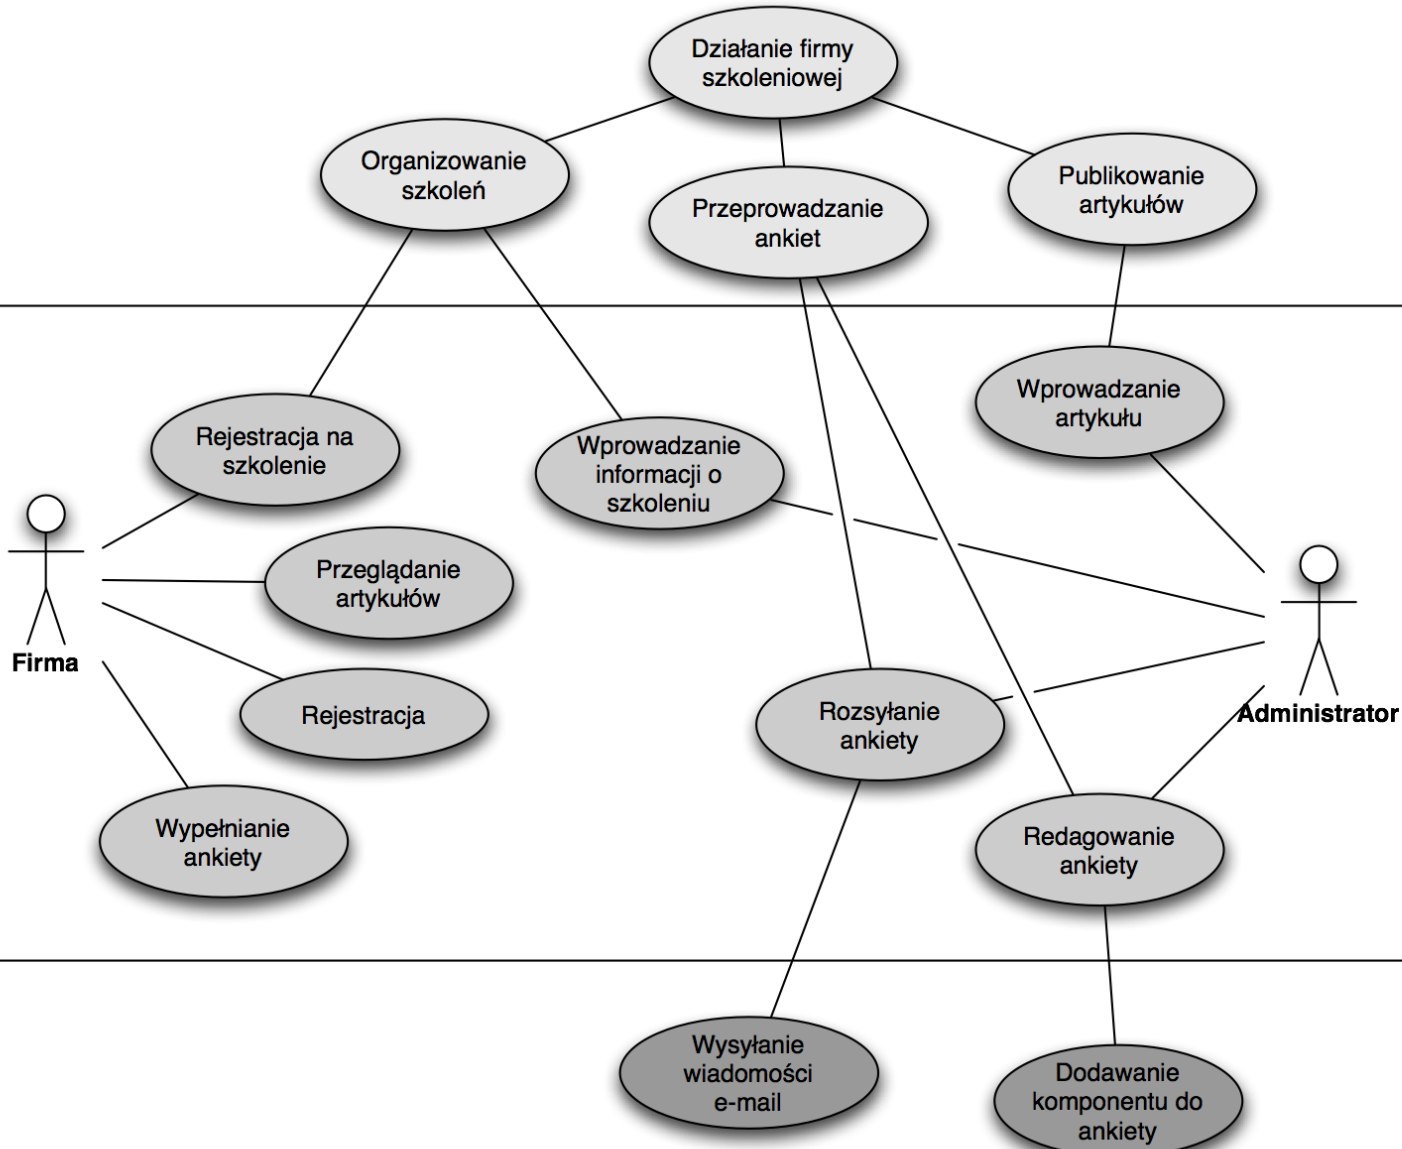 Działanie firmy
szkoleniowej
Organizowanie
szkoleń
Przeprowadzanie
ankiet
Publikowanie
artykułów
Wprowadzanie
artykułu
Rejestracja na
szkolenie
Wprowadzanie
informacji o
szkoleniu
Przeglądanie
artykułów
Firma
Rejestracja
Rozsyłanie
ankiety
Administrator
Wypełnianie
ankiety
Redagowanie
ankiety
Wysyłanie
wiadomości
e-mail
Dodawanie
komponentu do
ankiety